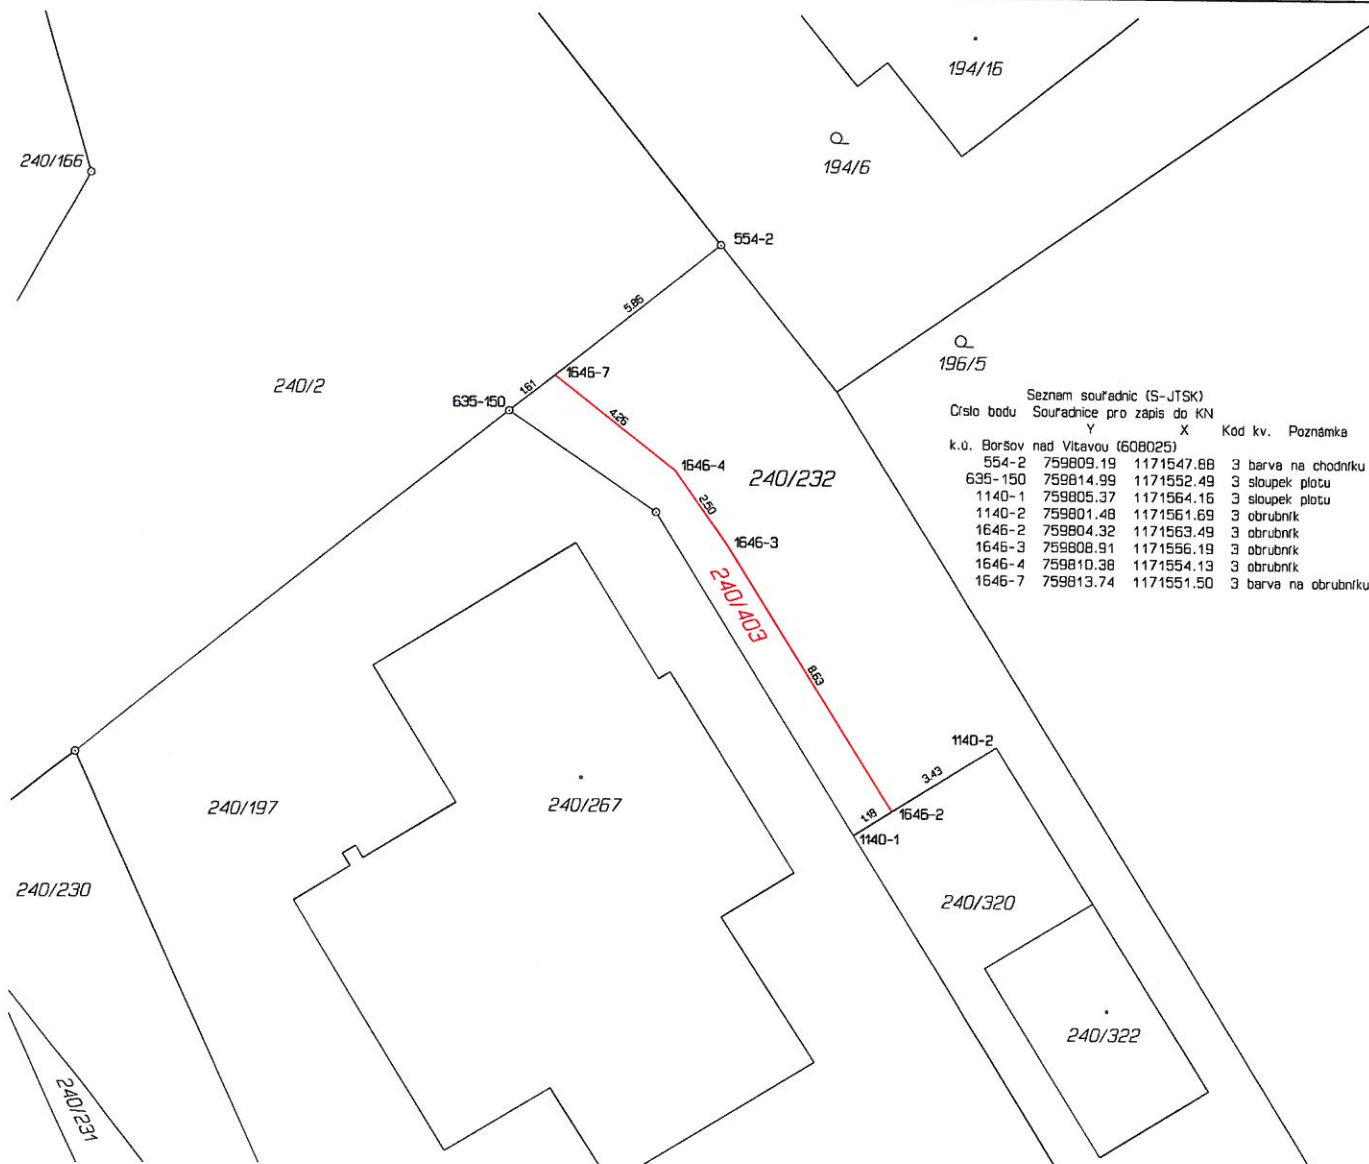 194/16
240/166
194/6
554-2
5.86
196/5
240/2
1646-7
1.61
635-150
4.26
1646-4
240/232
2.50
1646-3
240/403
8.63
Seznam souřadnic (S-JTSK)
Číslo bodu Souřadnice pro zápis do KN
Y X Kód kv. Poznámka
k.ú. Boršov nad Vltavou (608025)
554-2 759809.19 1171547.88 3 barva na chodníku
635-150 759814.99 1171552.49 3 sloupek plotu
1140-1 759805.37 1171564.16 3 sloupek plotu
1140-2 759801.48 1171561.69 3 obrubník
1646-2 759804.32 1171563.49 3 obrubník
1646-3 759808.91 1171556.19 3 obrubník
1646-4 759810.38 1171554.13 3 obrubník
1646-7 759813.74 1171551.50 3 barva na obrubníku
1140-2
3.43
240/197
240/267
1.18
1646-2
1140-1
240/230
240/320
240/322
240/231